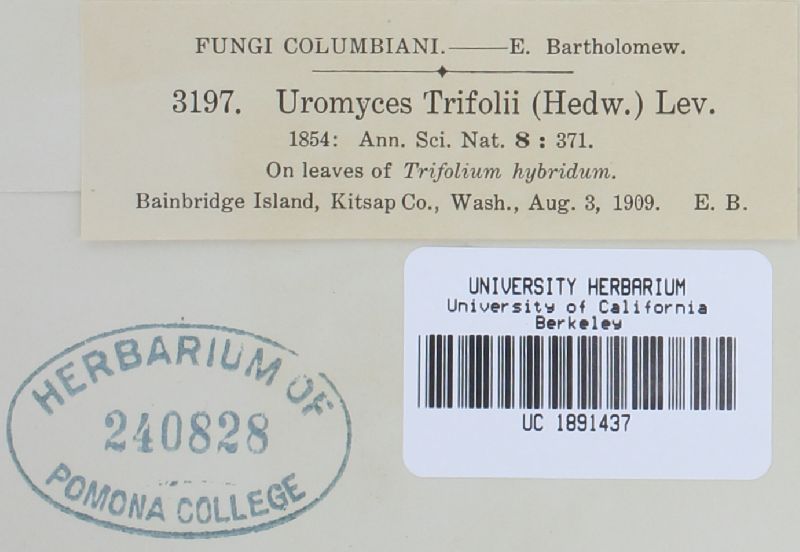 FUNGI COLUMBIANI.——E. Bartholomew.
3197. Uromyces Trifolii (Hedw.) Lev.
1854: Ann. Sci. Nat. 8 : 371.
On leaves of Trifolium hybridum.
Bainbridge Island, Kitsap Co., Wash., Aug. 3, 1909. E. B.
UNIVERSITY HERBARIUM
University of California
Berkeley
UC 1891437
HERBARIUM OF
240828
POMONA COLLEGE